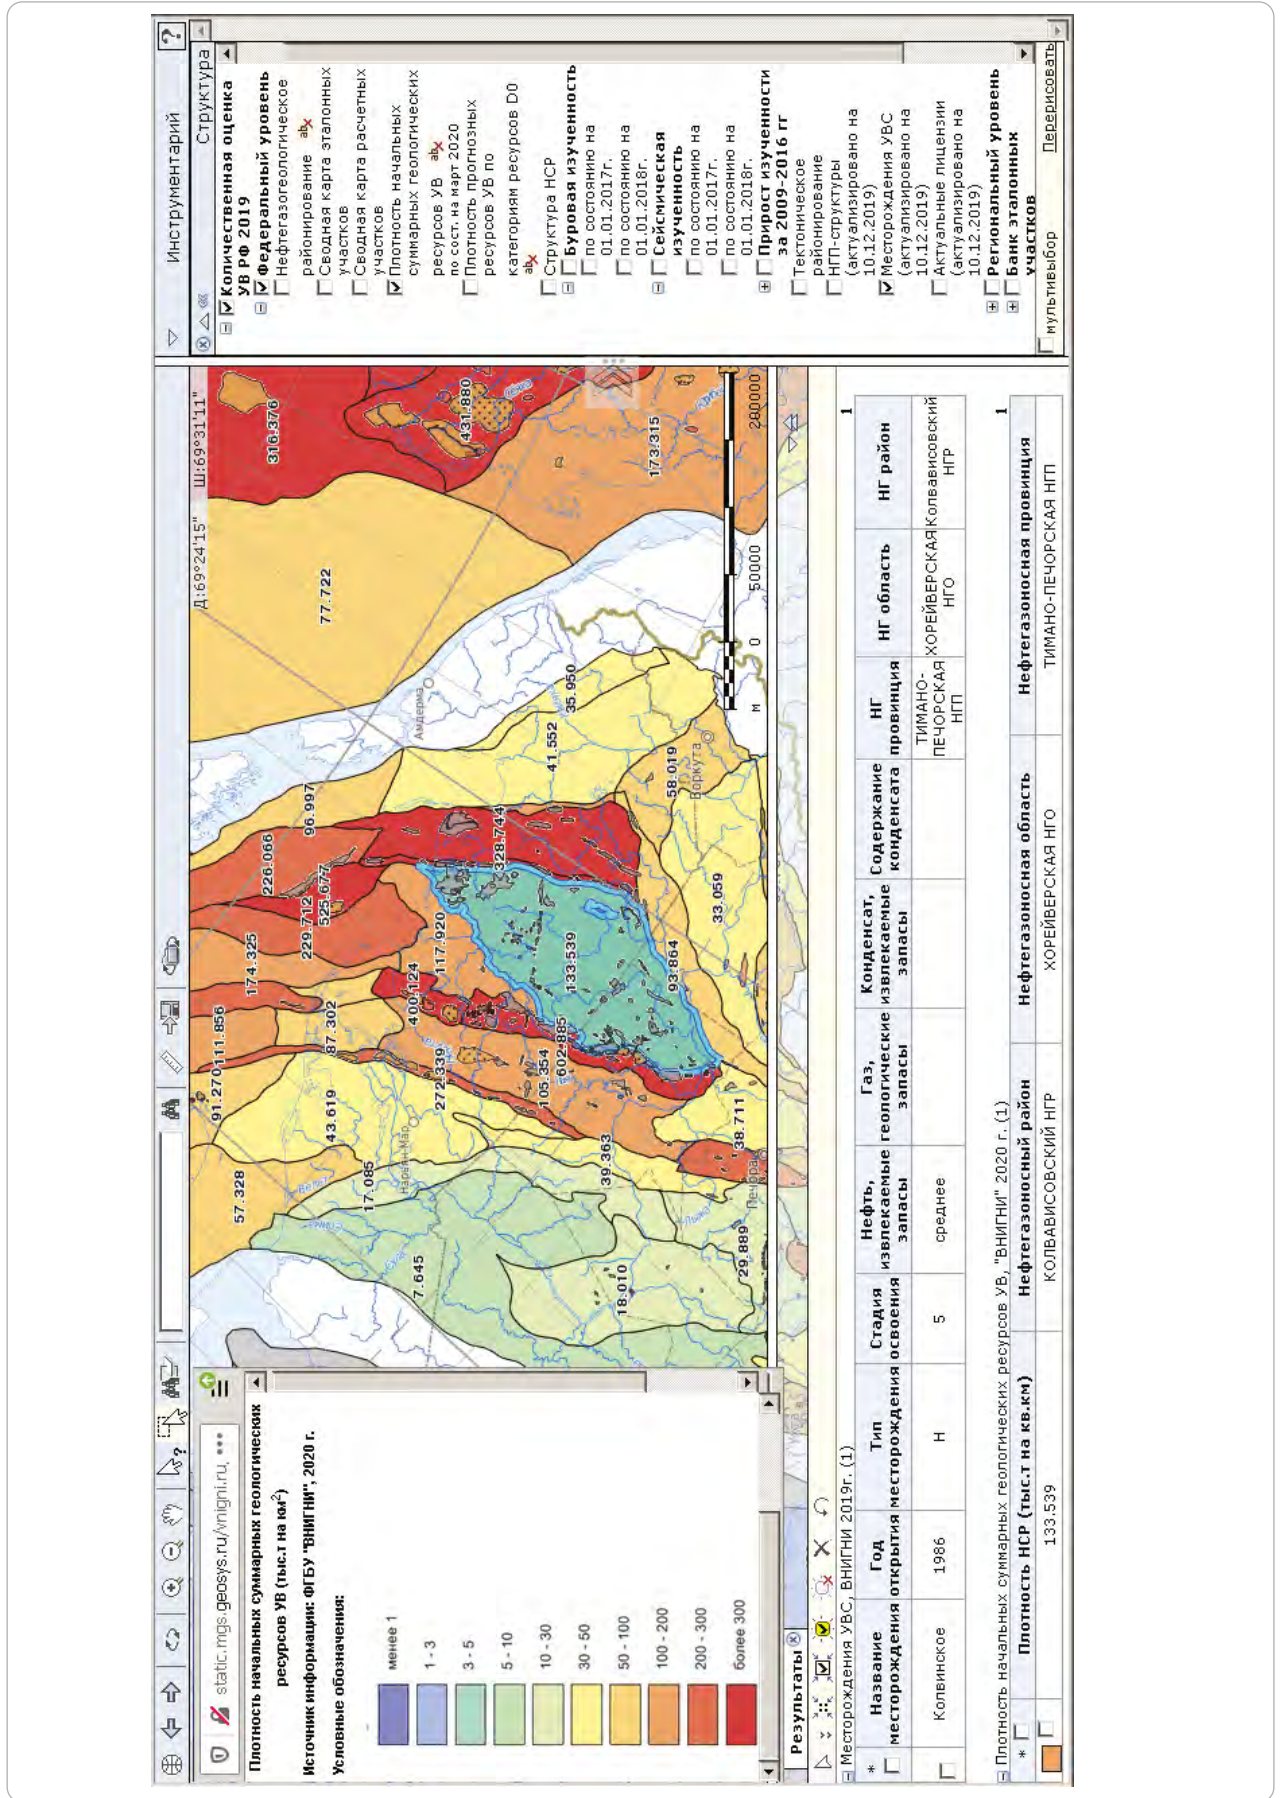 Инструментарий
?
Д:69°24'15" Ш:69°31'11"
static.mgs.geosys.ru/vnigni.ru, •••
Плотность начальных суммарных геологических
ресурсов УВ (тыс.т на км²)
Источник информации: ФГБУ "ВНИГНИ", 2020 г.
Условные обозначения:
менее 1
1 - 3
3 - 5
5 - 10
10 - 30
30 - 50
50 - 100
100 - 200
200 - 300
более 300
57.328
91.270
111.856
174.325
226.066
316.376
43.619
87.302
229.712
525.677
96.997
77.722
17.085
7.645
Нарьян-Мар
400.124
117.920
Амдерма
272.339
328.744
431.880
105.354
602.885
133.539
41.552
35.950
39.363
18.010
93.864
58.019
173.315
33.059
Воркута
38.711
29.889
Печора
м 0 50000 280000
Структура
Количественная оценка
УВ РФ 2019
Федеральный уровень
Нефтегазогеологическое
районирование
Сводная карта эталонных
участков
Сводная карта расчетных
участков
Плотность начальных
суммарных геологических
ресурсов УВ
по сост. на март 2020
Плотность прогнозных
ресурсов УВ по
категориям ресурсов D0
Структура НСР
Буровая изученность
по состоянию на
01.01.2017г.
по состоянию на
01.01.2018г.
Сейсмическая
изученность
по состоянию на
01.01.2017г.
по состоянию на
01.01.2018г.
Прирост изученности
за 2009-2016 гг
Тектоническое
районирование
НГП-структуры
(актуализировано на
10.12.2019)
Месторождения УВС
(актуализировано на
10.12.2019)
Актуальные лицензии
(актуализировано на
10.12.2019)
Региональный уровень
Банк эталонных
участков
мультивыбор Перерисовать
Результаты
Месторождения УВС, ВНИГНИ 2019г. (1) 1
* Название месторождения Год открытия Тип месторождения Стадия освоения Нефть, извлекаемые запасы Газ, геологические запасы Конденсат, извлекаемые запасы Содержание конденсата НГ провинция НГ область НГ район
Колвинское 1986 Н 5 среднее ТИМАНО-ПЕЧОРСКАЯ НГП ХОРЕЙВЕРСКАЯ НГО Колвависовский НГР
Плотность начальных суммарных геологических ресурсов УВ, "ВНИГНИ" 2020 г. (1) 1
* Плотность НСР (тыс.т на кв.км) Нефтегазоносный район Нефтегазоносная область Нефтегазоносная провинция
133.539 КОЛВАВИСОВСКИЙ НГР ХОРЕЙВЕРСКАЯ НГО ТИМАНО-ПЕЧОРСКАЯ НГП